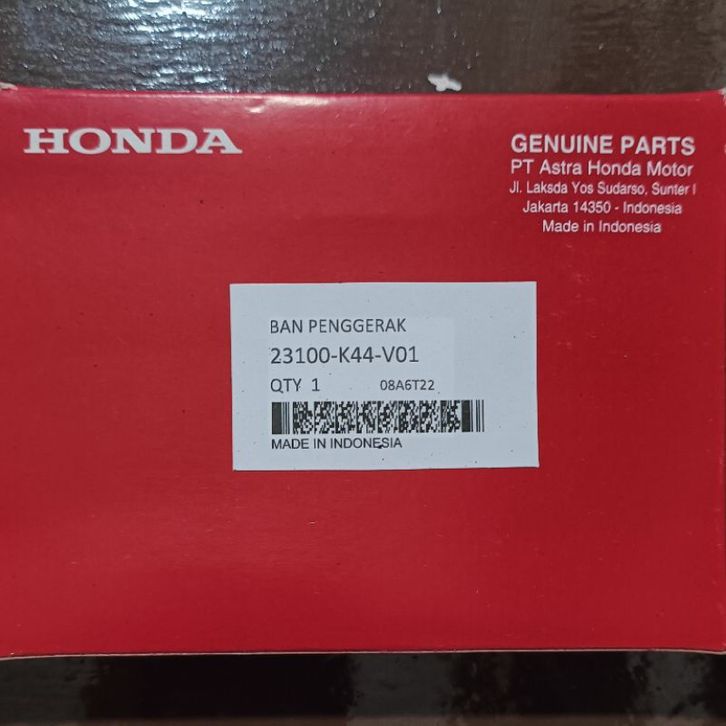 HONDA
GENUINE PARTS
PT Astra Honda Motor
Jl. Laksda Yos Sudarso, Sunter I
Jakarta 14350 - Indonesia
Made in Indonesia
BAN PENGGERAK
23100-K44-V01
QTY 1 08A6T22
MADE IN INDONESIA